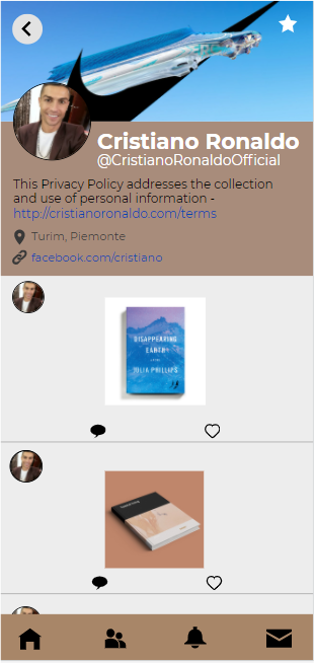 Cristiano Ronaldo
@CristianoRonaldoOfficial
This Privacy Policy addresses the collection
and use of personal information -
http://cristianoronaldo.com/terms
Turim, Piemonte
facebook.com/cristiano
DISAPPEARING
EARTH
JULIA PHILLIPS